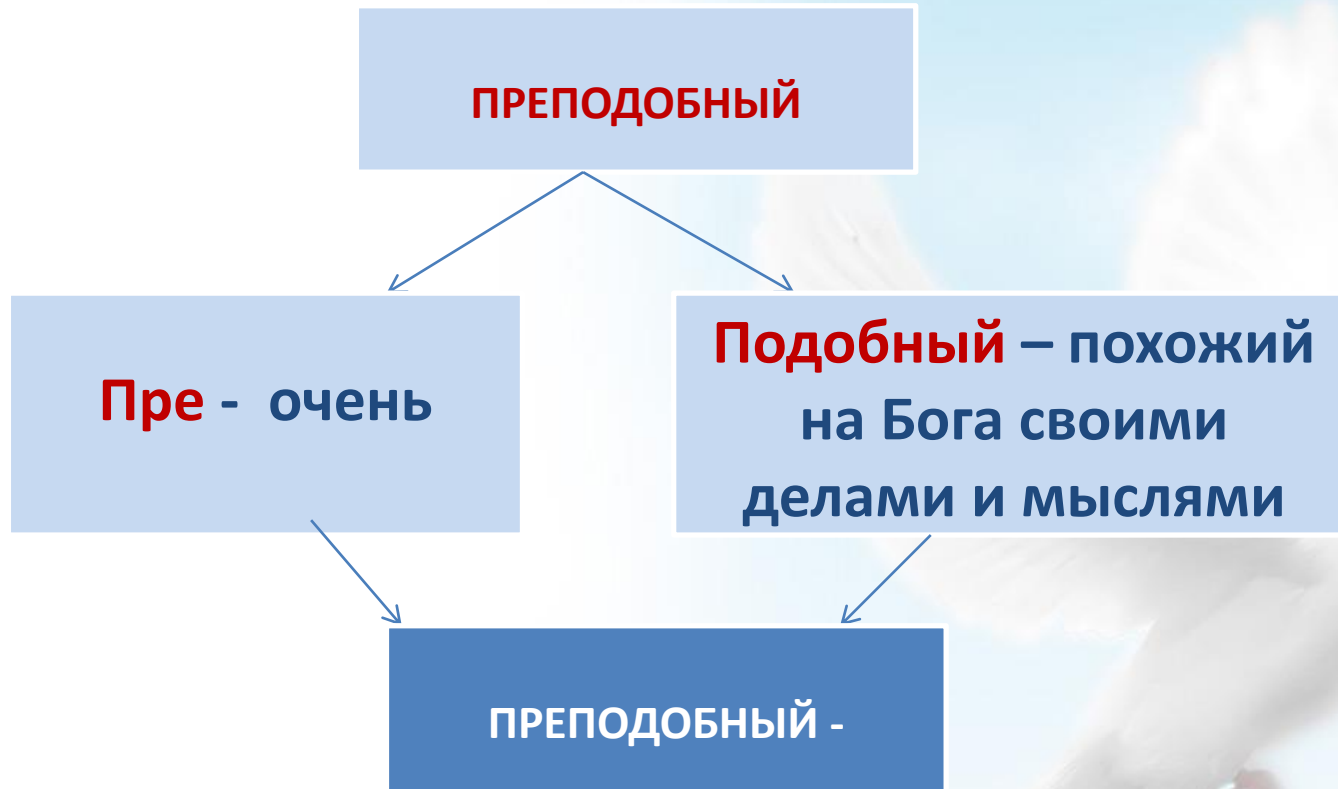 ПРЕПОДОБНЫЙ
Пре - очень
Подобный – похожий
на Бога своими
делами и мыслями
ПРЕПОДОБНЫЙ -